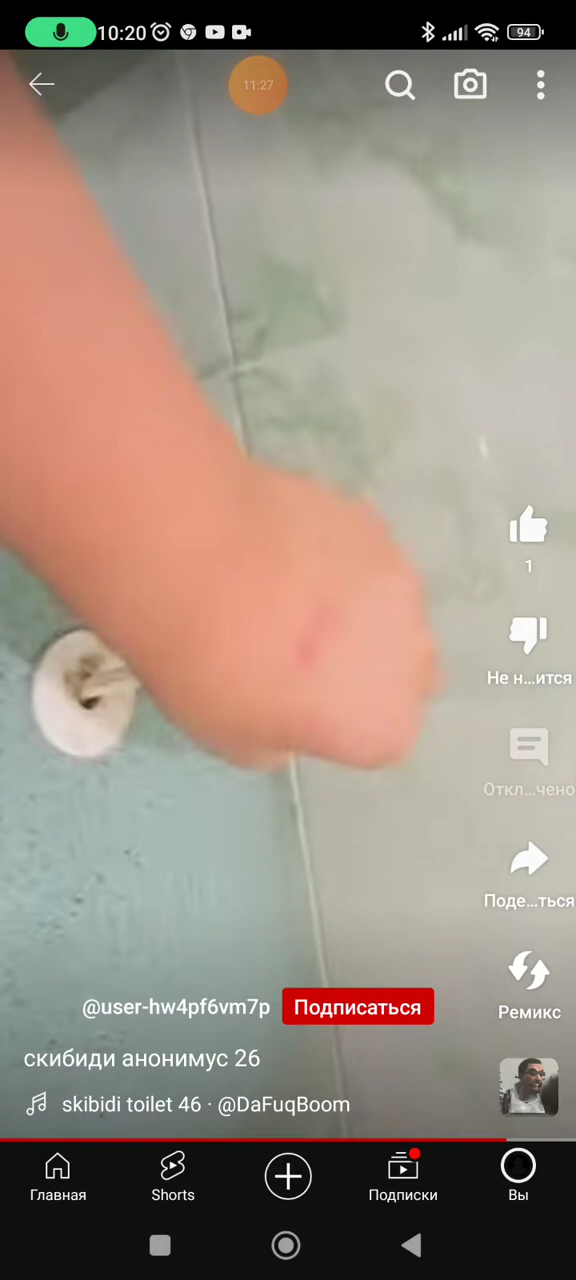 10:20
94
11:27
1
Не н...ится
Откл...чено
Поде...ться
Ремикс
@user-hw4pf6vm7p
Подписаться
скибиди анонимус 26
skibidi toilet 46 · @DaFuqBoom
Главная
Shorts
Подписки
Вы